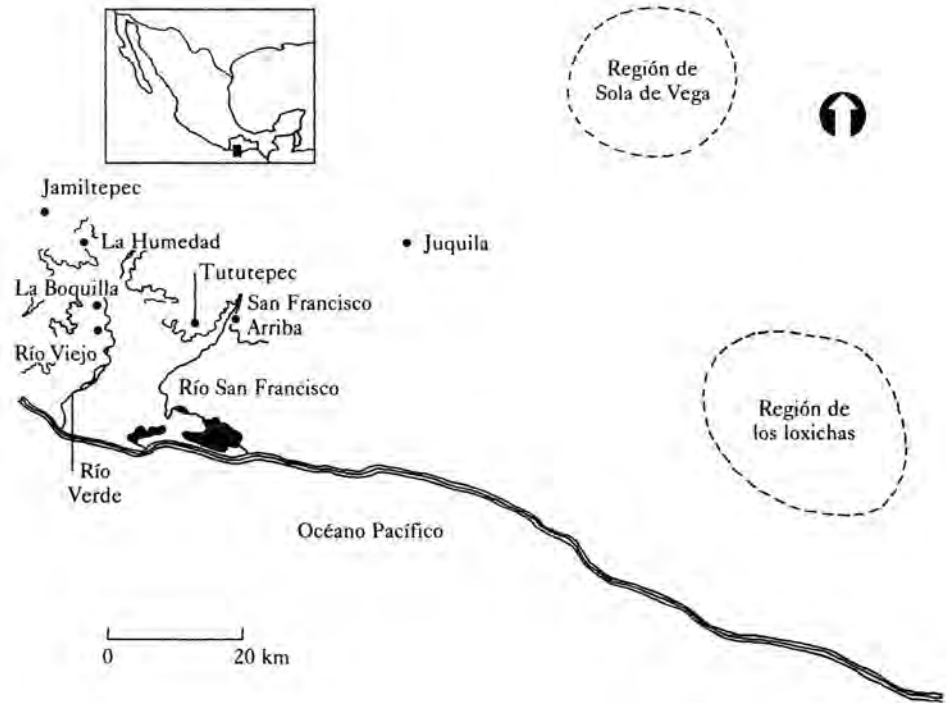 Región de
Sola de Vega
Jamiltepec
La Humedad
Juquila
Tututepec
La Boquilla
San Francisco
Arriba
Río Viejo
Río San Francisco
Región de
los loxichas
Río
Verde
Océano Pacífico
0 20 km